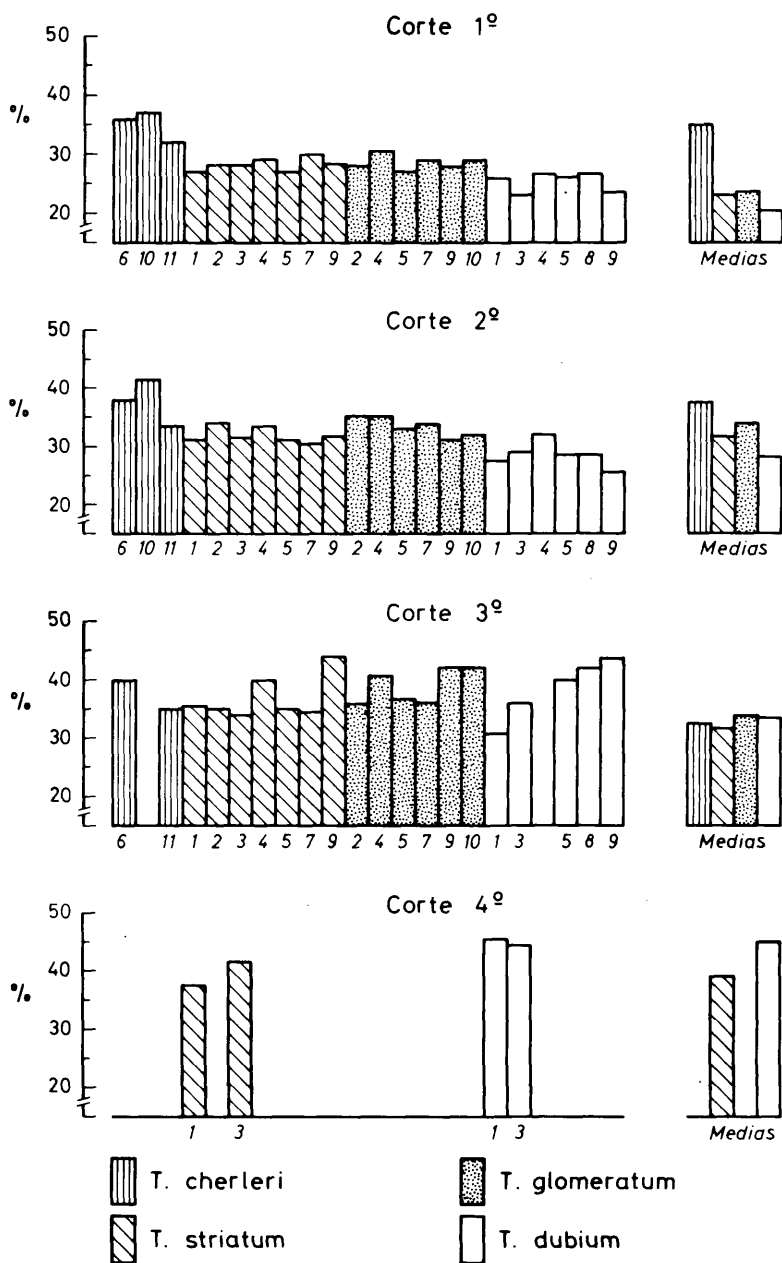 Corte 1º
50
40
%
30
20
6 10 11 1 2 3 4 5 7 9 2 4 5 7 9 10 1 3 4 5 8 9 Medias
Corte 2º
50
40
%
30
20
6 10 11 1 2 3 4 5 7 9 2 4 5 7 9 10 1 3 4 5 8 9 Medias
Corte 3º
50
40
%
30
20
6 11 1 2 3 4 5 7 9 2 4 5 7 9 10 1 3 5 8 9 Medias
Corte 4º
50
40
%
30
20
1 3 1 3 Medias
T. cherleri T. glomeratum
T. striatum T. dubium